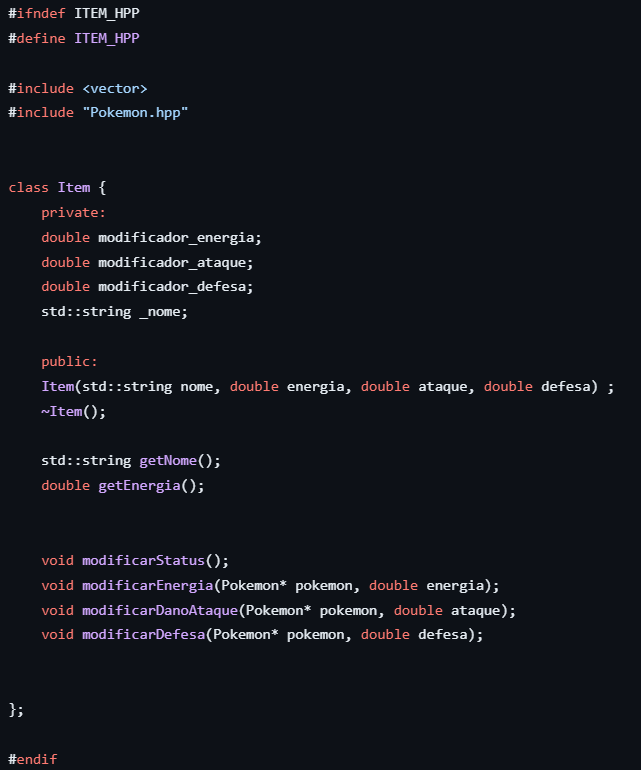 #ifndef ITEM_HPP
#define ITEM_HPP
#include <vector>
#include "Pokemon.hpp"
class Item {
private:
double modificador_energia;
double modificador_ataque;
double modificador_defesa;
std::string _nome;
public:
Item(std::string nome, double energia, double ataque, double defesa) ;
~Item();
std::string getNome();
double getEnergia();
void modificarStatus();
void modificarEnergia(Pokemon* pokemon, double energia);
void modificarDanoAtaque(Pokemon* pokemon, double ataque);
void modificarDefesa(Pokemon* pokemon, double defesa);
};
#endif